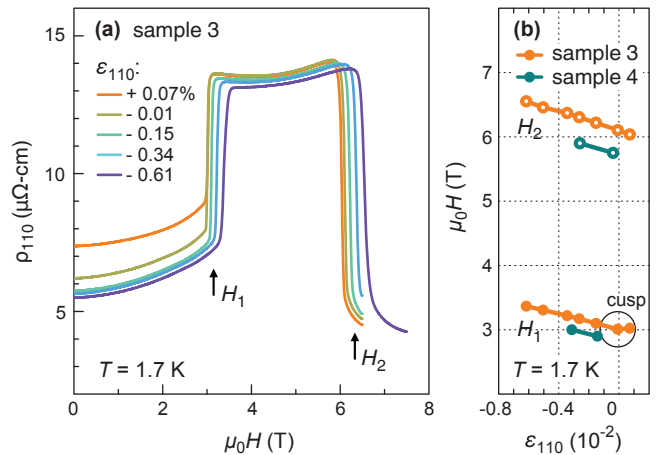 (a) sample 3
ε110:
+ 0.07%
- 0.01
- 0.15
- 0.34
- 0.61
15
10
5
0
2
4
6
8
ρ110 (μΩ-cm)
H1
H2
T = 1.7 K
μ0H (T)
(b)
sample 3
sample 4
7
6
5
3
H2
cusp
H1
T = 1.7 K
μ0H (T)
-0.8
-0.4
0
0.4
ε110 (10-2)